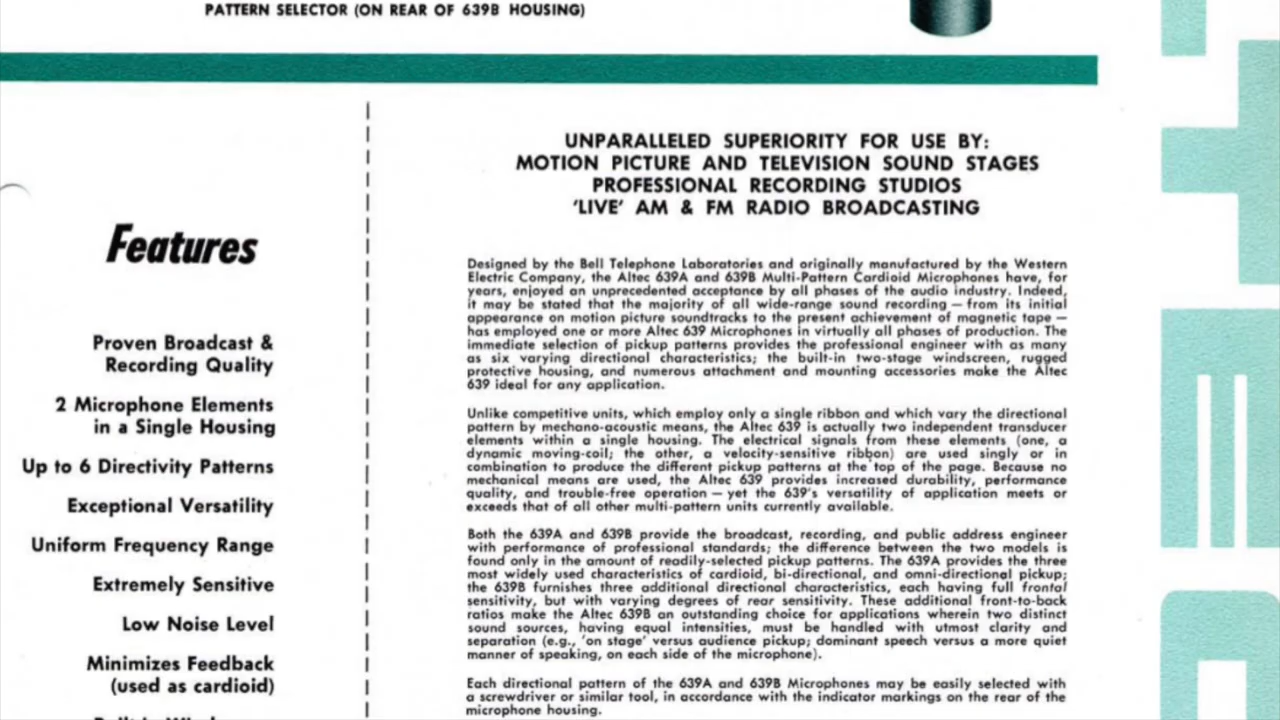 PATTERN SELECTOR (ON REAR OF 639B HOUSING)
UNPARALLELED SUPERIORITY FOR USE BY:
MOTION PICTURE AND TELEVISION SOUND STAGES
PROFESSIONAL RECORDING STUDIOS
'LIVE' AM & FM RADIO BROADCASTING
Features
Proven Broadcast &
Recording Quality
2 Microphone Elements
in a Single Housing
Up to 6 Directivity Patterns
Exceptional Versatility
Uniform Frequency Range
Extremely Sensitive
Low Noise Level
Minimizes Feedback
(used as cardioid)
Designed by the Bell Telephone Laboratories and originally manufactured by the Western
Electric Company, the Altec 639A and 639B Multi-Pattern Cardioid Microphones have, for
years, enjoyed an unprecedented acceptance by all phases of the audio industry. Indeed,
it may be stated that the majority of all wide-range sound recording — from its initial
appearance on motion picture soundtracks to the present achievement of magnetic tape —
has employed one or more Altec 639 Microphones in virtually all phases of production. The
immediate selection of pickup patterns provides the professional engineer with as many
as six varying directional characteristics; the built-in two-stage windscreen, rugged
protective housing, and numerous attachment and mounting accessories make the Altec
639 ideal for any application.
Unlike competitive units, which employ only a single ribbon and which vary the directional
pattern by mechano-acoustic means, the Altec 639 is actually two independent transducer
elements within a single housing. The electrical signals from these elements (one, a
dynamic moving-coil; the other, a velocity-sensitive ribbon) are used singly or in
combination to produce the different pickup patterns at the top of the page. Because no
mechanical means are used, the Altec 639 provides increased durability, performance
quality, and trouble-free operation — yet the 639's versatility of application meets or
exceeds that of all other multi-pattern units currently available.
Both the 639A and 639B provide the broadcast, recording, and public address engineer
with performance of professional standards; the difference between the two models is
found only in the amount of readily-selected pickup patterns. The 639A provides the three
most widely used characteristics of cardioid, bi-directional, and omni-directional pickup;
the 639B furnishes three additional directional characteristics, each having full frontal
sensitivity, but with varying degrees of rear sensitivity. These additional front-to-back
ratios make the Altec 639B an outstanding choice for applications wherein two distinct
sound sources, having equal intensities, must be handled with utmost clarity and
separation (e.g., 'on stage' versus audience pickup; dominant speech versus a more quiet
manner of speaking, on each side of the microphone).
Each directional pattern of the 639A and 639B Microphones may be easily selected with
a screwdriver or similar tool, in accordance with the indicator markings on the rear of the
microphone housing.